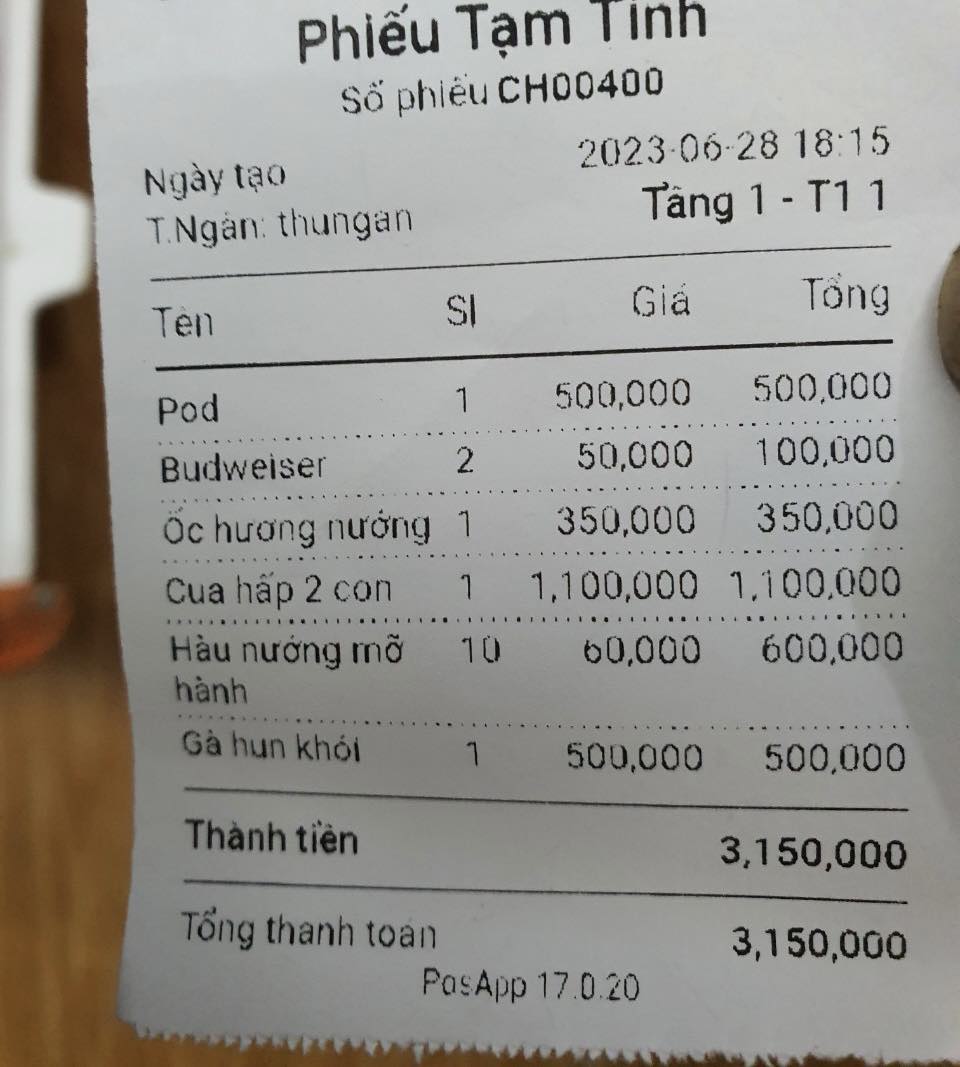 Phiếu Tạm Tính
Số phiếu CH00400
Ngày tạo 2023-06-28 18:15
T.Ngân: thungan Tầng 1 - T1 1
Tên Sl Giá Tổng
Pod 1 500,000 500,000
Budweiser 2 50,000 100,000
Ốc hương nướng 1 350,000 350,000
Cua hấp 2 con 1 1,100,000 1,100,000
Hàu nướng mỡ 10 60,000 600,000
hành
Gà hun khói 1 500,000 500,000
Thành tiền 3,150,000
Tổng thanh toán 3,150,000
PosApp 17.0.20